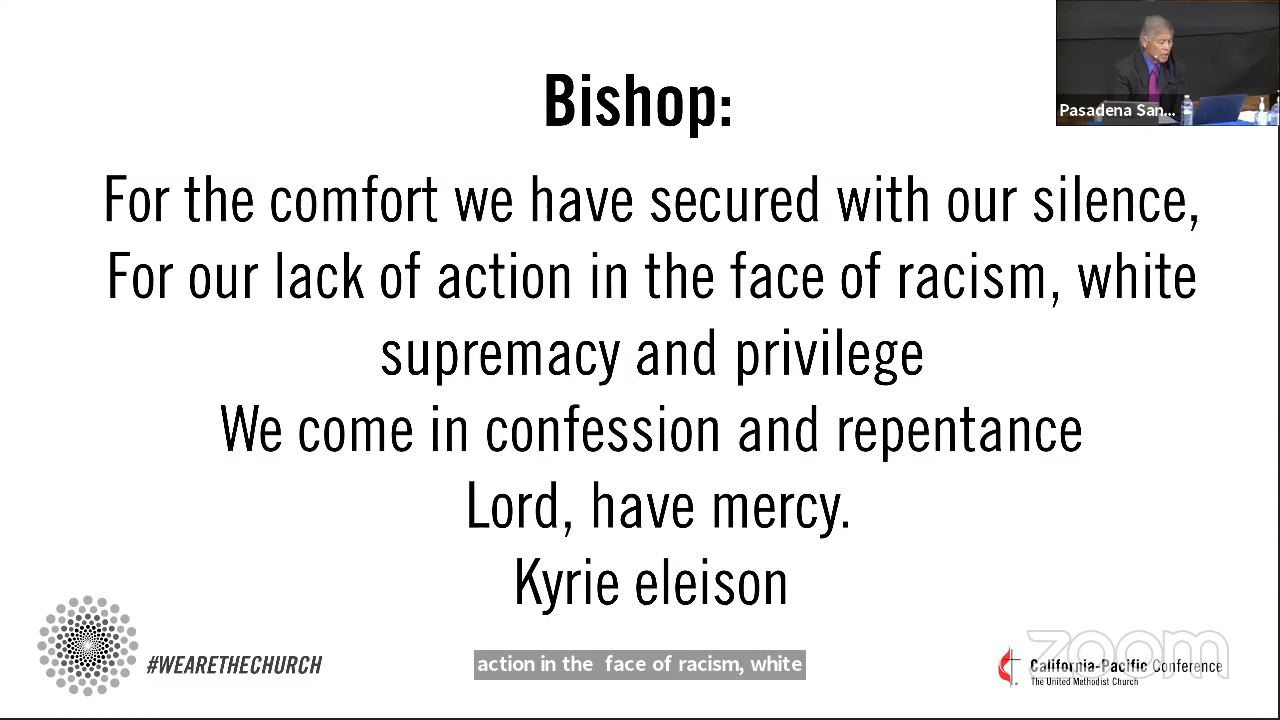 Bishop:
Pasadena San...
For the comfort we have secured with our silence,
For our lack of action in the face of racism, white
supremacy and privilege
We come in confession and repentance
Lord, have mercy.
Kyrie eleison
#WEARETHECHURCH
action in the face of racism, white
zoom
California-Pacific Conference
The United Methodist Church